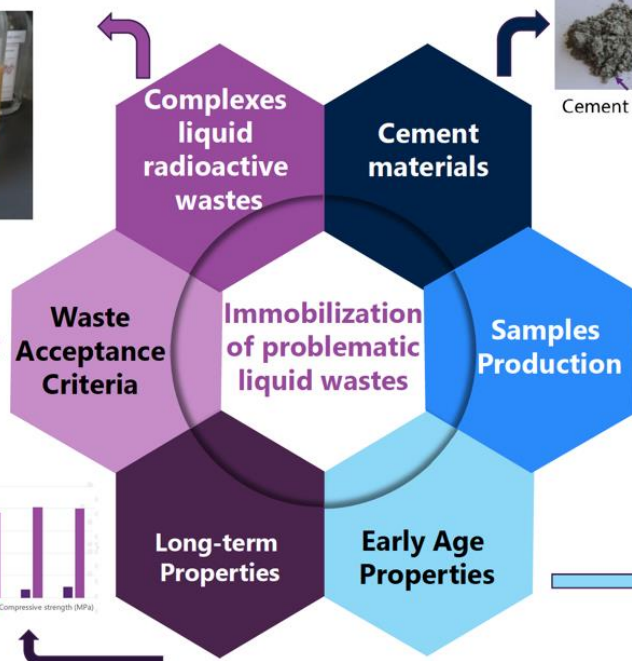 Complexes
liquid
radioactive
wastes
Cement
materials
Cement
Waste
Acceptance
Criteria
Immobilization
of problematic
liquid wastes
Samples
Production
Long-term
Properties
Early Age
Properties
Compressive strength (MPa)